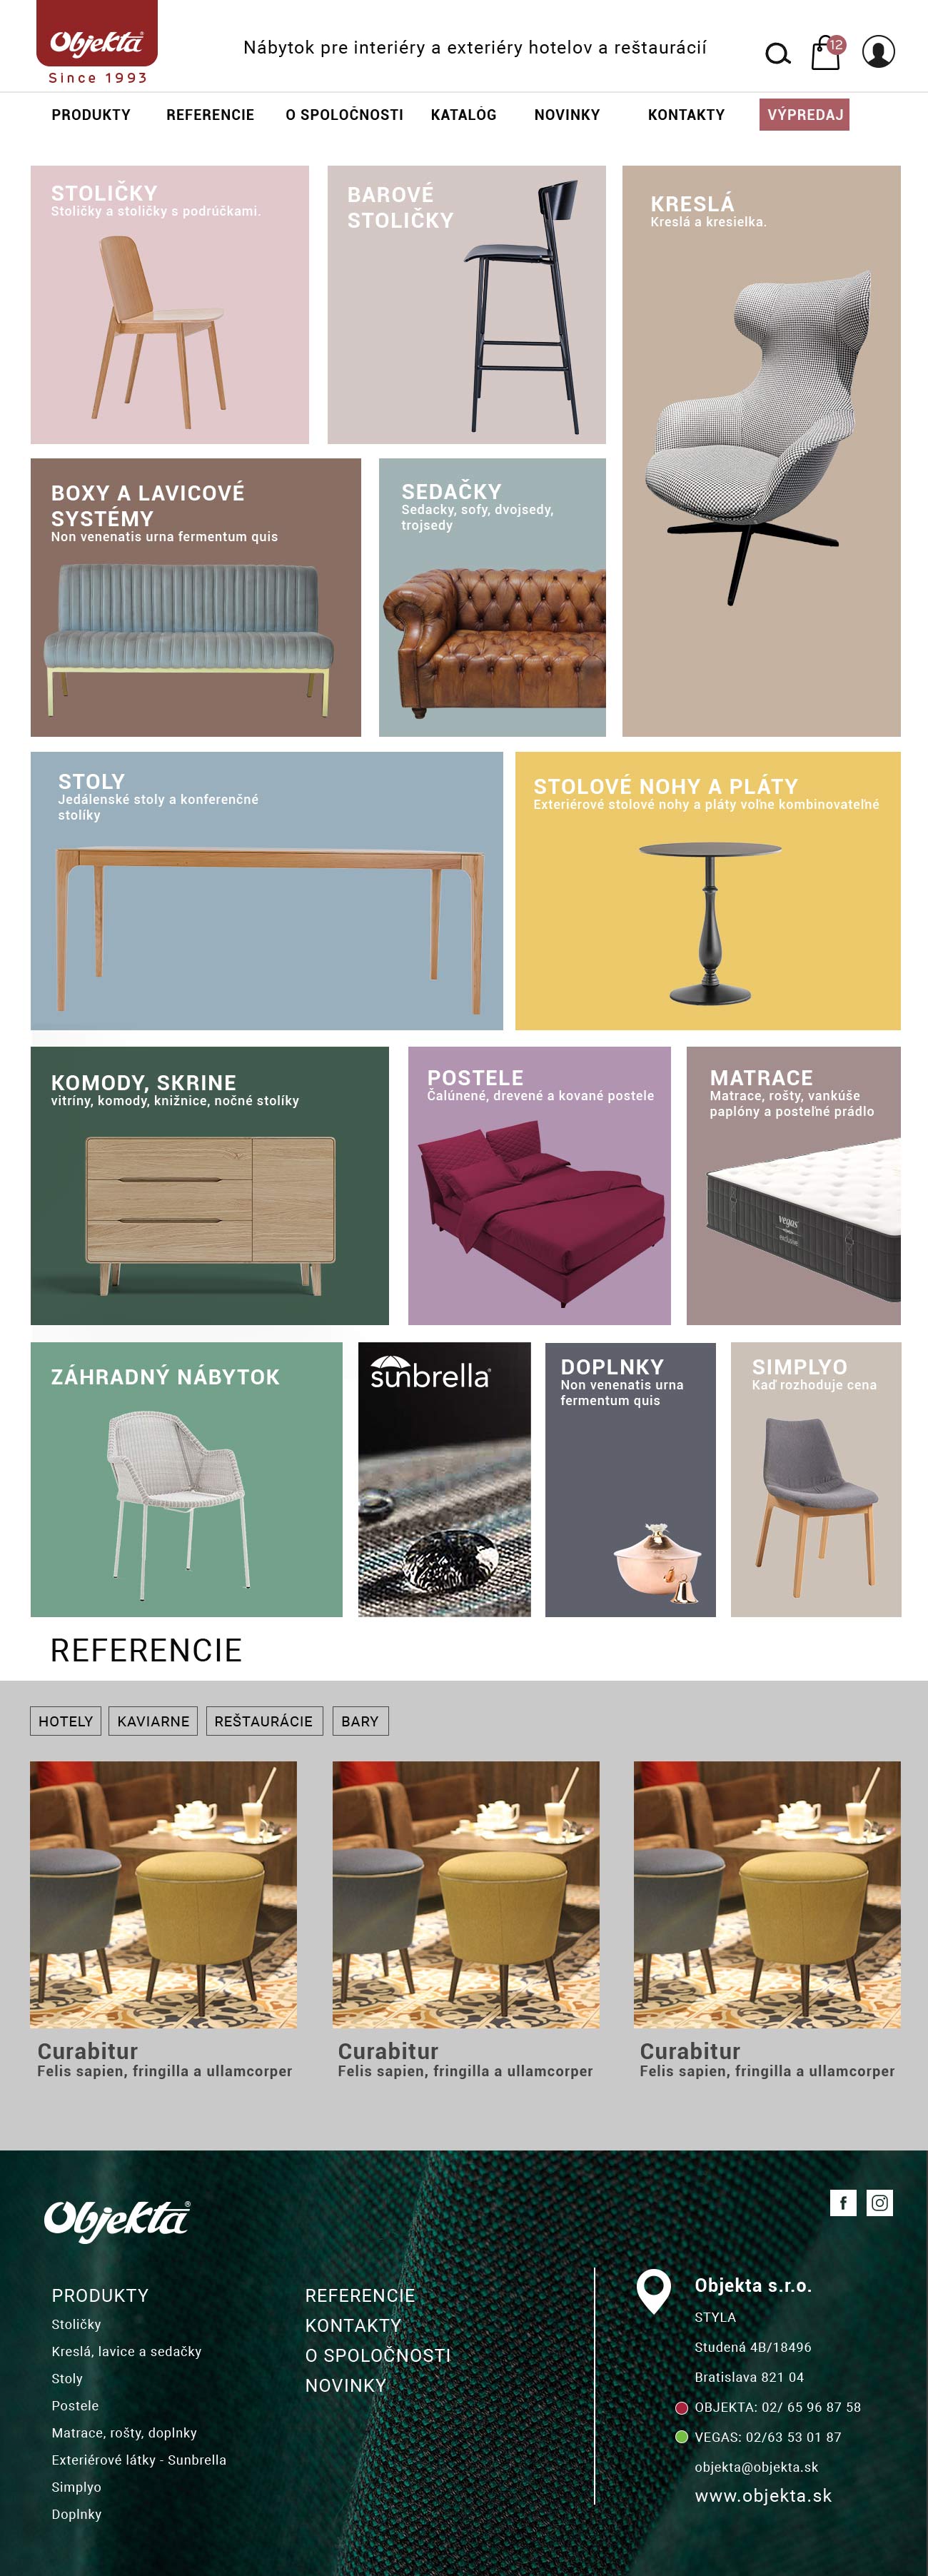 Objekta®
Since 1993
Nábytok pre interiéry a exteriéry hotelov a reštaurácií
12
PRODUKTY REFERENCIE O SPOLOČNOSTI KATALÓG NOVINKY KONTAKTY VÝPREDAJ
STOLIČKY
Stoličky a stoličky s podrúčkami.
BAROVÉ
STOLIČKY
KRESLÁ
Kreslá a kresielka.
BOXY A LAVICOVÉ
SYSTÉMY
Non venenatis urna fermentum quis
SEDAČKY
Sedacky, sofy, dvojsedy,
trojsedy
STOLY
Jedálenské stoly a konferenčné
stolíky
STOLOVÉ NOHY A PLÁTY
Exteriérové stolové nohy a pláty voľne kombinovateľné
KOMODY, SKRINE
vitríny, komody, knižnice, nočné stolíky
POSTELE
Čalúnené, drevené a kované postele
MATRACE
Matrace, rošty, vankúše
paplóny a posteľné prádlo
vegas
exclusive
ZÁHRADNÝ NÁBYTOK
sunbrella®
DOPLNKY
Non venenatis urna
fermentum quis
SIMPLYO
Kaď rozhoduje cena
REFERENCIE
HOTELY KAVIARNE REŠTAURÁCIE BARY
Curabitur
Felis sapien, fringilla a ullamcorper
Curabitur
Felis sapien, fringilla a ullamcorper
Curabitur
Felis sapien, fringilla a ullamcorper
Objekta®
f
PRODUKTY
Stoličky
Kreslá, lavice a sedačky
Stoly
Postele
Matrace, rošty, doplnky
Exteriérové látky - Sunbrella
Simplyo
Doplnky
REFERENCIE
KONTAKTY
O SPOLOČNOSTI
NOVINKY
Objekta s.r.o.
STYLA
Studená 4B/18496
Bratislava 821 04
OBJEKTA: 02/ 65 96 87 58
VEGAS: 02/63 53 01 87
objekta@objekta.sk
www.objekta.sk